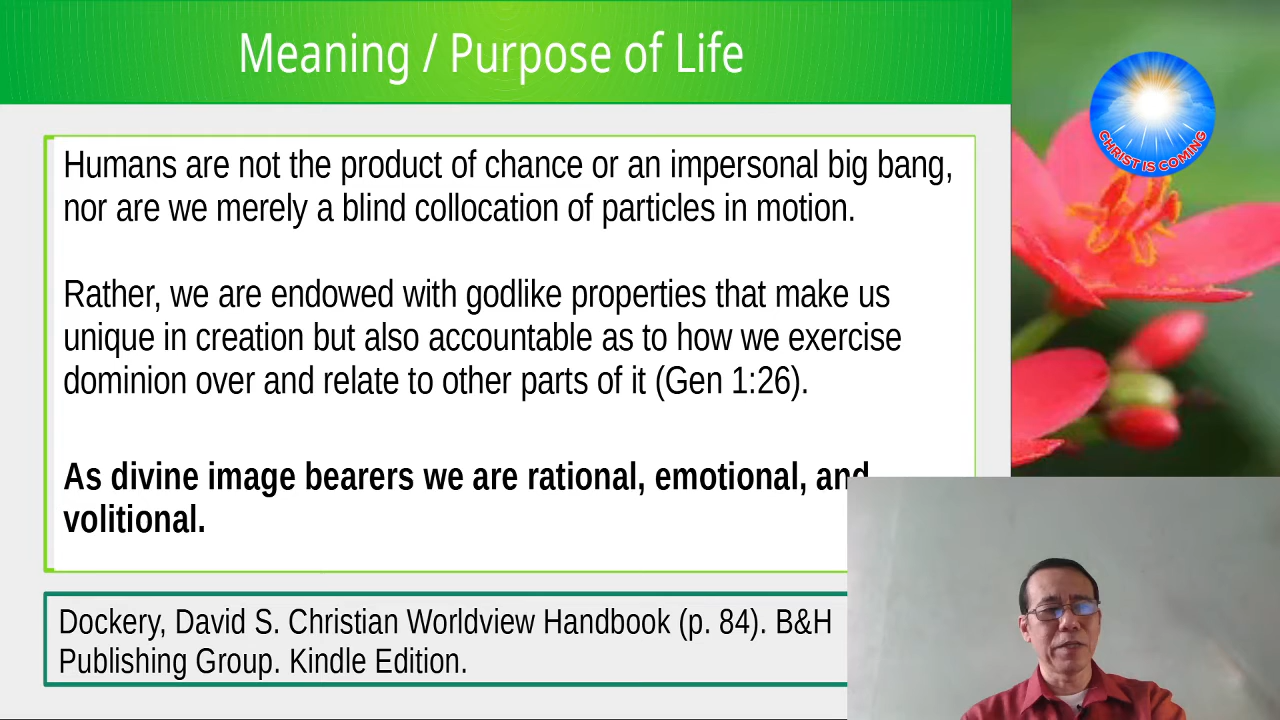 Meaning / Purpose of Life
CHRIST IS COMING
Humans are not the product of chance or an impersonal big bang,
nor are we merely a blind collocation of particles in motion.
Rather, we are endowed with godlike properties that make us
unique in creation but also accountable as to how we exercise
dominion over and relate to other parts of it (Gen 1:26).
As divine image bearers we are rational, emotional, and
volitional.
Dockery, David S. Christian Worldview Handbook (p. 84). B&H
Publishing Group. Kindle Edition.